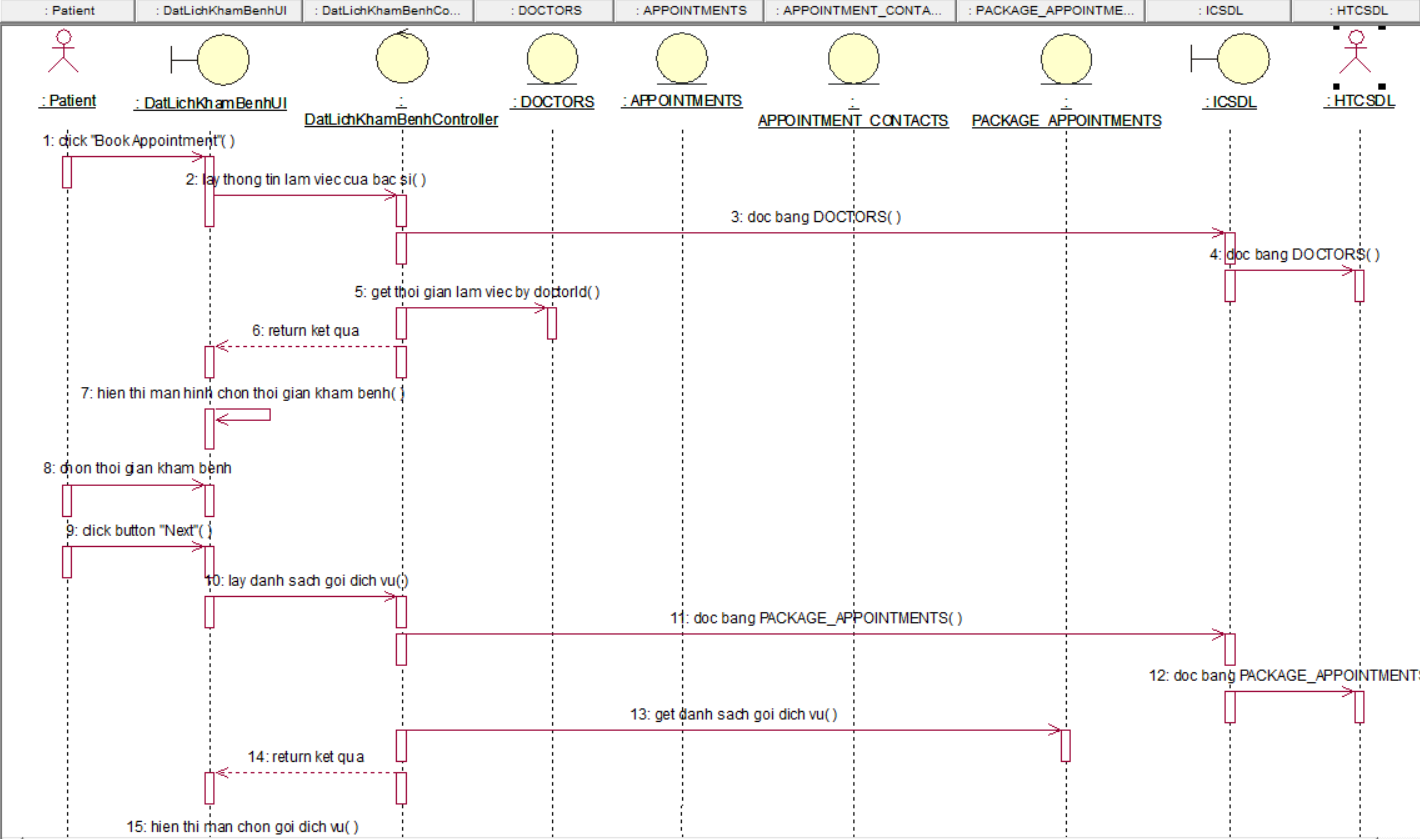 : Patient
: DatLichKhamBenhUI
: DatLichKhamBenhCo...
: DOCTORS
: APPOINTMENTS
: APPOINTMENT_CONTA...
: PACKAGE_APPOINTME...
: ICSDL
: HTCSDL
: Patient
: DatLichKhamBenhUI
:
DatLichKhamBenhController
: DOCTORS
: APPOINTMENTS
:
APPOINTMENT_CONTACTS
:
PACKAGE_APPOINTMENTS
: ICSDL
: HTCSDL
1: click "Book Appointment"( )
2: lay thong tin lam viec cua bac si( )
3: doc bang DOCTORS( )
4: doc bang DOCTORS( )
5: get thoi gian lam viec by doctorId( )
6: return ket qua
7: hien thi man hinh chon thoi gian kham benh( )
8: chon thoi gian kham benh
9: click button "Next"( )
10: lay danh sach goi dich vu( )
11: doc bang PACKAGE_APPOINTMENTS( )
12: doc bang PACKAGE_APPOINTMENTS
13: get danh sach goi dich vu( )
14: return ket qua
15: hien thi man chon goi dich vu( )